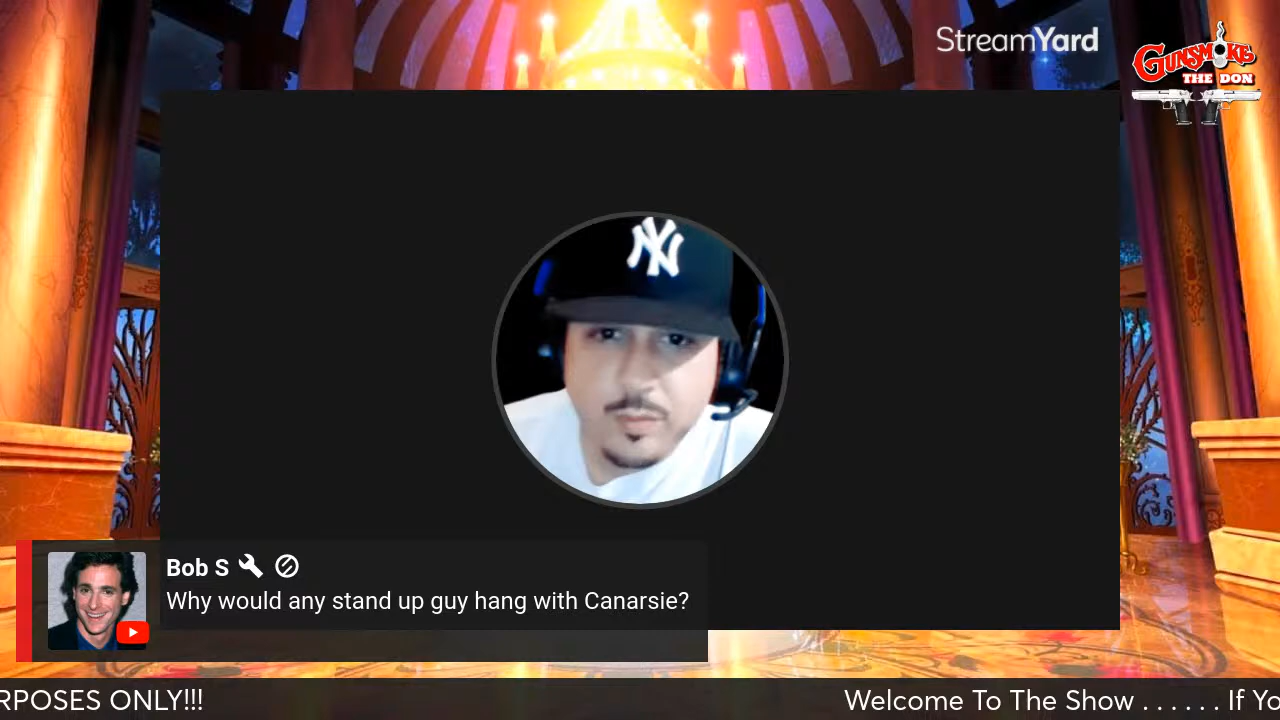 StreamYard
GUNSMOKE
THE DON
NY
Bob S
Why would any stand up guy hang with Canarsie?
RPOSES ONLY!!!
Welcome To The Show . . . . . . If Yo